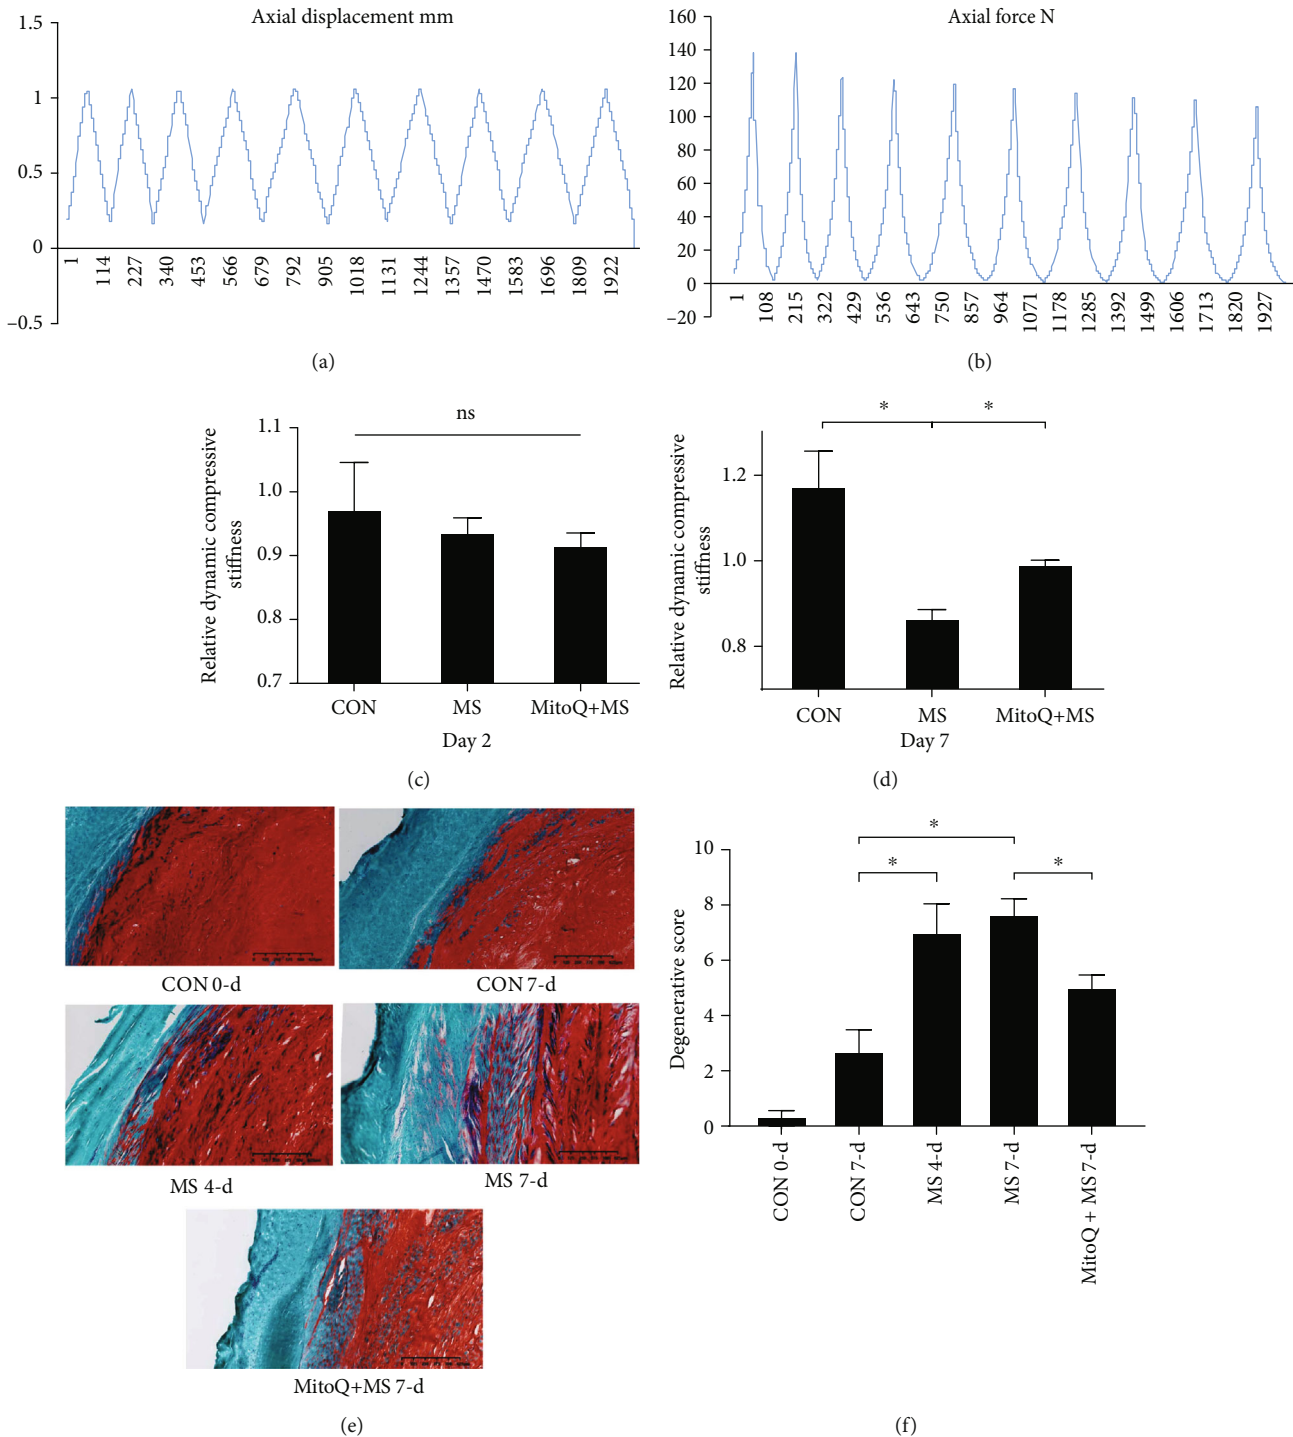 Axial displacement mm
1.5
1
0.5
0
–0.5
1
114
227
340
453
566
679
792
905
1018
1131
1244
1357
1470
1583
1696
1809
1922
(a)
Axial force N
160
140
120
100
80
60
40
20
0
–20
1
108
215
322
429
536
643
750
857
964
1071
1178
1285
1392
1499
1606
1713
1820
1927
(b)
Relative dynamic compressive
stiffness
1.1
1.0
0.9
0.8
0.7
ns
CON
MS
MitoQ+MS
Day 2
(c)
Relative dynamic compressive
stiffness
1.2
1.0
0.8
*
*
CON
MS
MitoQ+MS
Day 7
(d)
CON 0-d
CON 7-d
MS 4-d
MS 7-d
MitoQ+MS 7-d
(e)
Degenerative score
10
8
6
4
2
0
*
*
*
CON 0-d
CON 7-d
MS 4-d
MS 7-d
MitoQ + MS 7-d
(f)